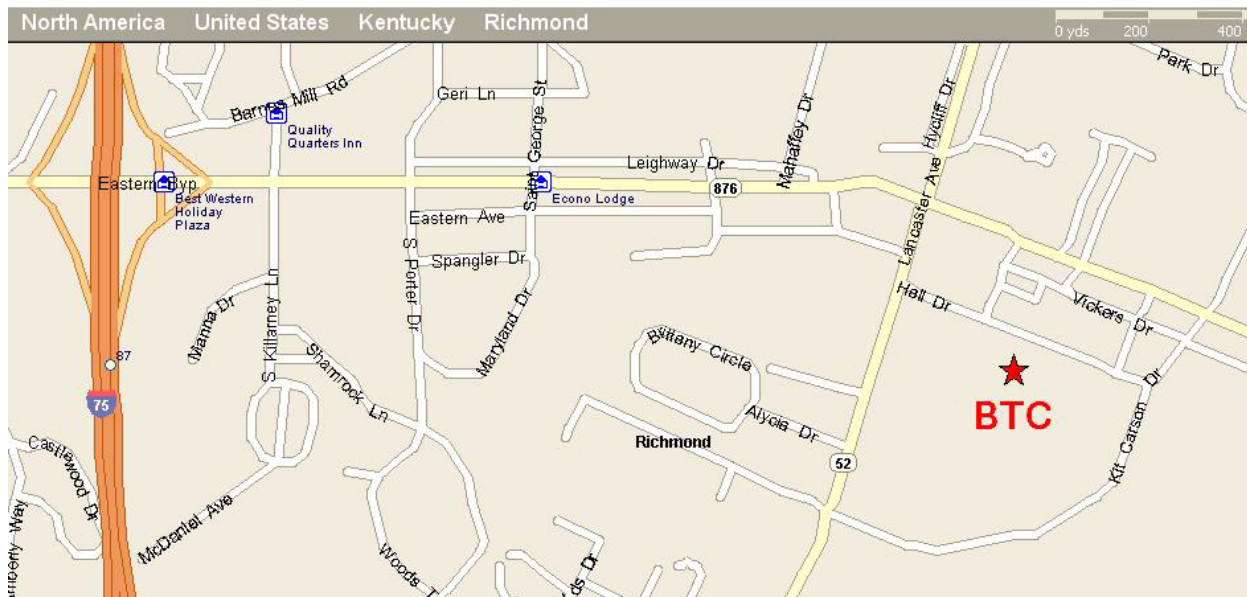 North America United States Kentucky Richmond
0 yds 200 400
Park Dr
Barnes Mill Rd
Geri Ln
Saint George St
Mahaffey Dr
Hycliff Dr
Quality
Quarters Inn
Leighway Dr
Eastern Byp
876
Best Western
Holiday
Plaza
Econo Lodge
Lancaster Ave
Eastern Ave
S Porter Dr
Spangler Dr
Manna Dr
S Killarney Ln
Maryland Dr
Hall Dr
Vickers Dr
87
Shamrock Ln
Brittany Circle
75
BTC
Alycia Dr
Richmond
52
Kit Carson Dr
Castlewood Dr
McDaniel Ave
Way
Woods
Dr